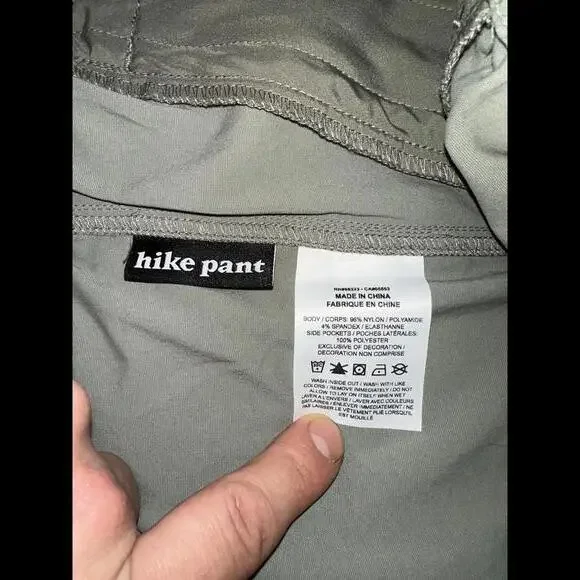 hike pant
MADE IN CHINA
FABRIQUE EN CHINE
BODY / CORPS: 96% NYLON / POLYAMIDE
4% SPANDEX / ELASTHANNE
SIDE POCKETS / POCHES LATÉRALES:
100% POLYESTER
EXCLUSIVE OF DECORATION /
DECORATION NON COMPRISE
WASH INSIDE OUT / WASH WITH LIKE
COLORS / REMOVE IMMEDIATELY / DO NOT
ALLOW TO LAY ON ITSELF WHEN WET
LAVER A L'ENVERS / LAVER AVEC COULEURS
SIMILAIRES / ENLEVER IMMEDIATEMENT / NE
PAS LAISSER LE VÊTEMENT PLIÉ LORSQU'IL
EST MOUILLÉ